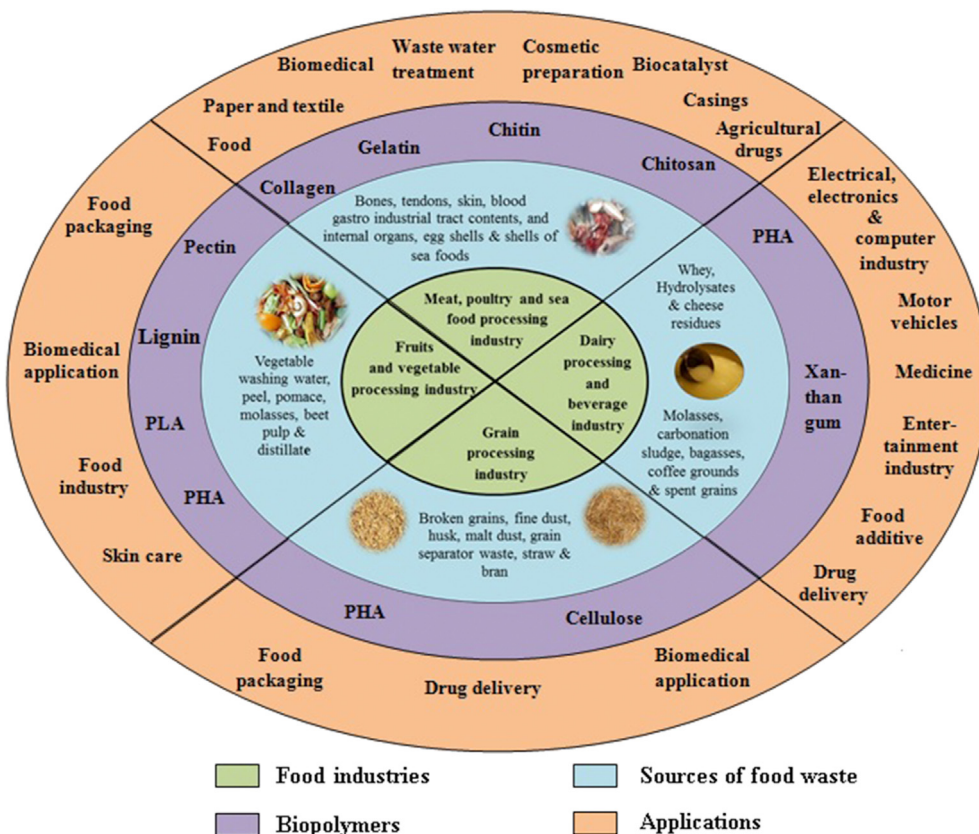 Biomedical
Waste water
treatment
Cosmetic
preparation
Biocatalyst
Paper and textile
Casings
Food
Agricultural
drugs
Collagen
Gelatin
Chitin
Chitosan
Bones, tendons, skin, blood
gastro industrial tract contents, and
internal organs, egg shells & shells of
sea foods
Meat, poultry and sea
food processing
industry
Food
packaging
Biomedical
application
Food
industry
Skin care
Pectin
Lignin
PLA
PHA
Vegetable
washing water,
peel, pomace,
molasses, beet
pulp &
distillate
Fruits
and vegetable
processing industry
Electrical,
electronics
&
computer
industry
Motor
vehicles
Medicine
Enter-
tainment
industry
Food
additive
Drug
delivery
PHA
Xan-
than
gum
Whey,
Hydrolysates
& cheese
residues
Molasses,
carbonation
sludge, bagasses,
coffee grounds
& spent grains
Dairy
processing
and
beverage
industry
Grain
processing
industry
Broken grains, fine dust,
husk, malt dust, grain
separator waste, straw &
bran
PHA
Cellulose
Food
packaging
Drug delivery
Biomedical
application
Food industries
Sources of food waste
Biopolymers
Applications